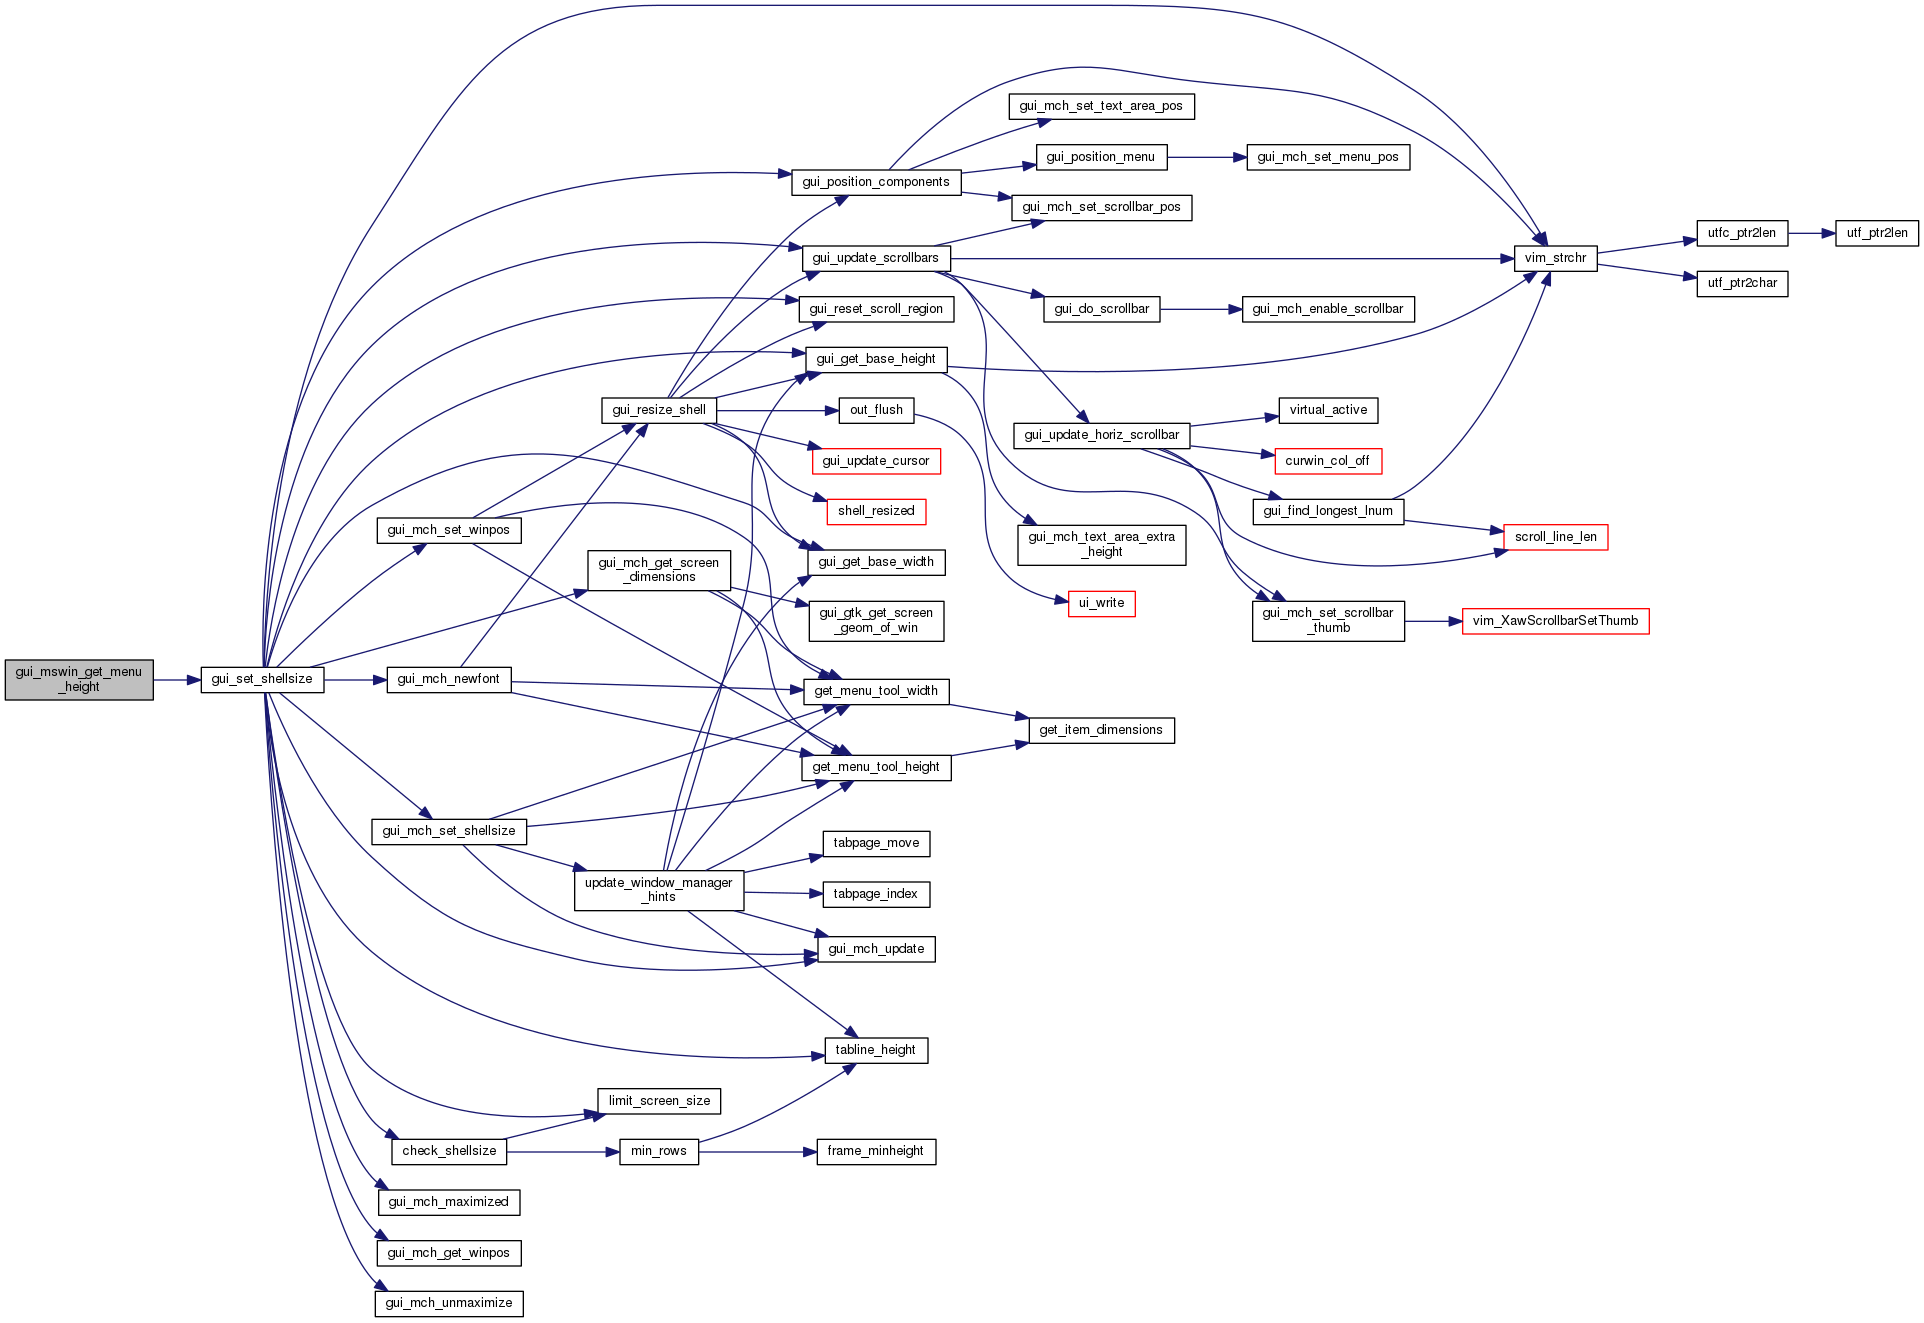 gui_mch_set_text_area_pos
gui_position_menu
gui_mch_set_menu_pos
gui_position_components
gui_mch_set_scrollbar_pos
utfc_ptr2len
utf_ptr2len
gui_update_scrollbars
vim_strchr
utf_ptr2char
gui_reset_scroll_region
gui_do_scrollbar
gui_mch_enable_scrollbar
gui_get_base_height
gui_resize_shell
out_flush
virtual_active
gui_update_horiz_scrollbar
gui_update_cursor
curwin_col_off
shell_resized
gui_find_longest_lnum
gui_mch_set_winpos
gui_mch_text_area_extra
_height
scroll_line_len
gui_mch_get_screen
_dimensions
gui_get_base_width
ui_write
gui_gtk_get_screen
_geom_of_win
gui_mch_set_scrollbar
_thumb
vim_XawScrollbarSetThumb
gui_mswin_get_menu
_height
gui_set_shellsize
gui_mch_newfont
get_menu_tool_width
get_item_dimensions
get_menu_tool_height
gui_mch_set_shellsize
tabpage_move
update_window_manager
_hints
tabpage_index
gui_mch_update
tabline_height
limit_screen_size
check_shellsize
min_rows
frame_minheight
gui_mch_maximized
gui_mch_get_winpos
gui_mch_unmaximize